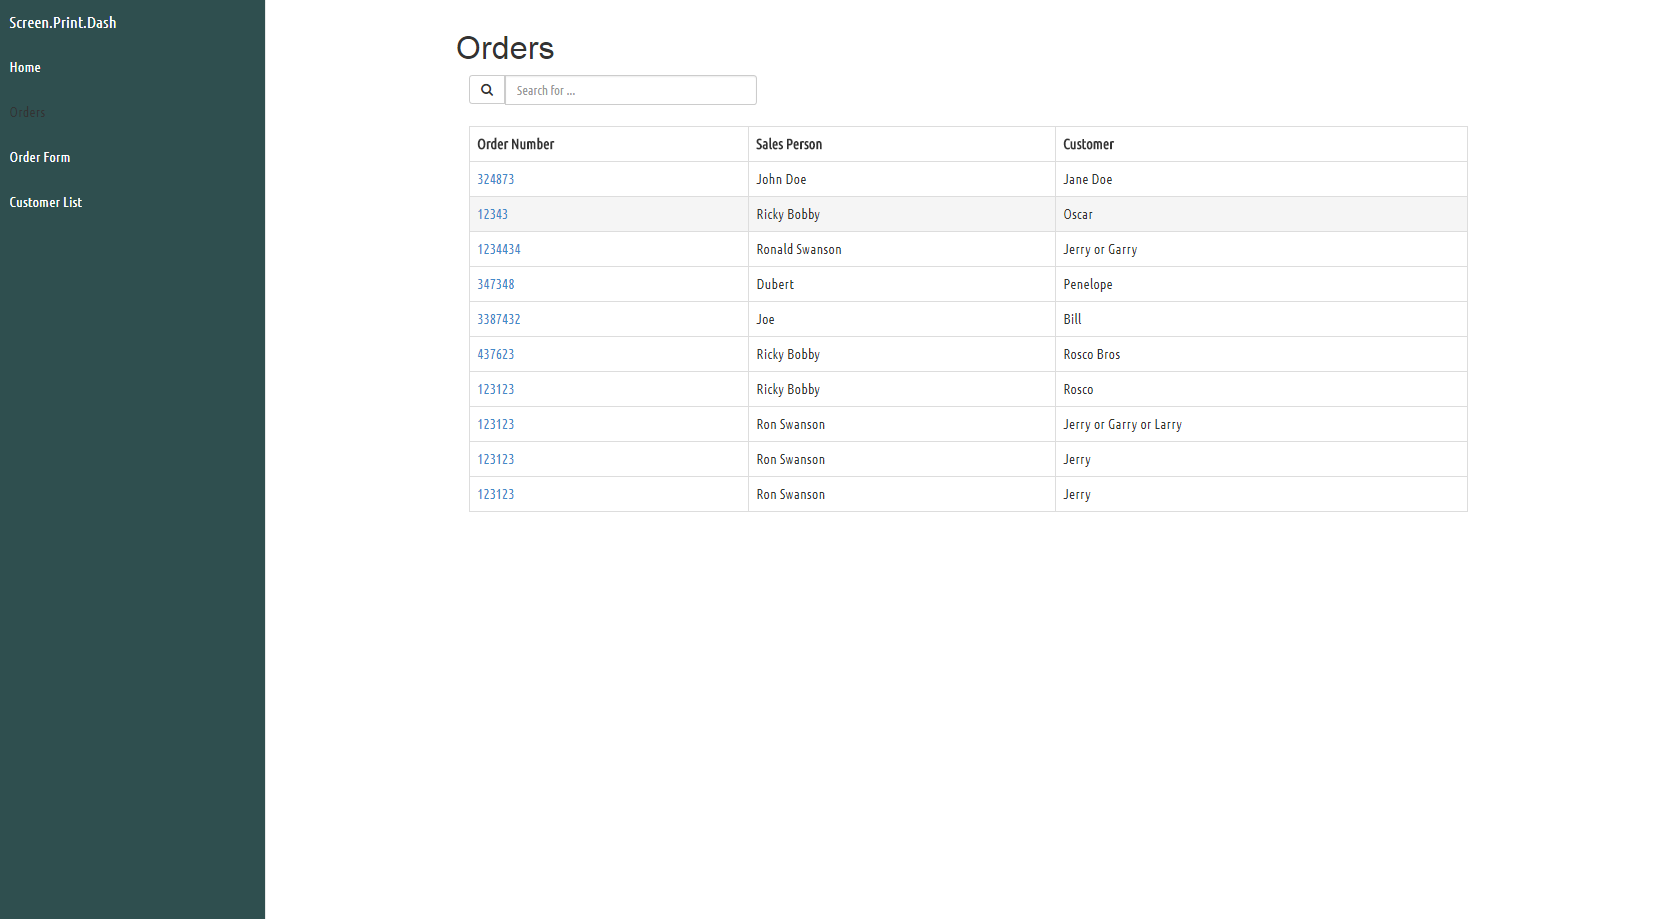 Screen.Print.Dash
Home
Orders
Order Form
Customer List
Orders
Search for ...
Order Number Sales Person Customer
324873 John Doe Jane Doe
12343 Ricky Bobby Oscar
1234434 Ronald Swanson Jerry or Garry
347348 Dubert Penelope
3387432 Joe Bill
437623 Ricky Bobby Rosco Bros
123123 Ricky Bobby Rosco
123123 Ron Swanson Jerry or Garry or Larry
123123 Ron Swanson Jerry
123123 Ron Swanson Jerry